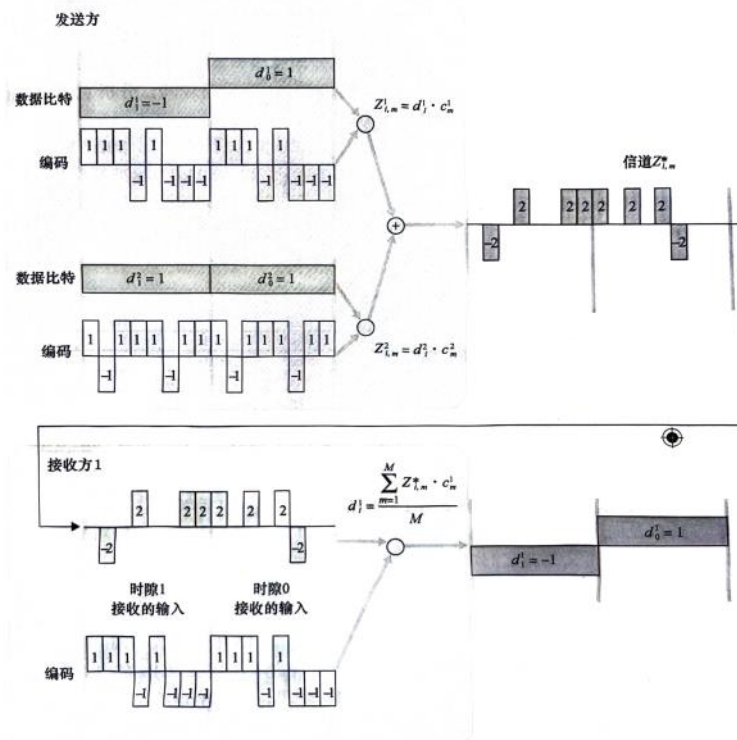 发送方
d₀¹ = 1
数据比特
d₁¹ = -1
Z¹ᵢ,ₘ = d¹ᵢ · c¹ₘ
1 1 1 1 1 1 1 1
编码
-1 -1 -1 -1 -1 -1 -1 -1
信道Z*ᵢ,ₘ
2 2 2 2 2 2
-2 -2
+
数据比特
d₁² = 1 d₀² = 1
1 1 1 1 1 1 1 1 1 1 1 1
编码
-1 -1 -1 -1
Z²ᵢ,ₘ = d²ᵢ · c²ₘ
接收方1
2 2 2 2 2 2
-2 -2
dᵢ¹ = ∑ₘ₌₁ᴹ Z*ᵢ,ₘ · c¹ₘ / M
d₀¹ = 1
d₁¹ = -1
时隙1 时隙0
接收的输入 接收的输入
1 1 1 1 1 1 1 1
编码
-1 -1 -1 -1 -1 -1 -1 -1